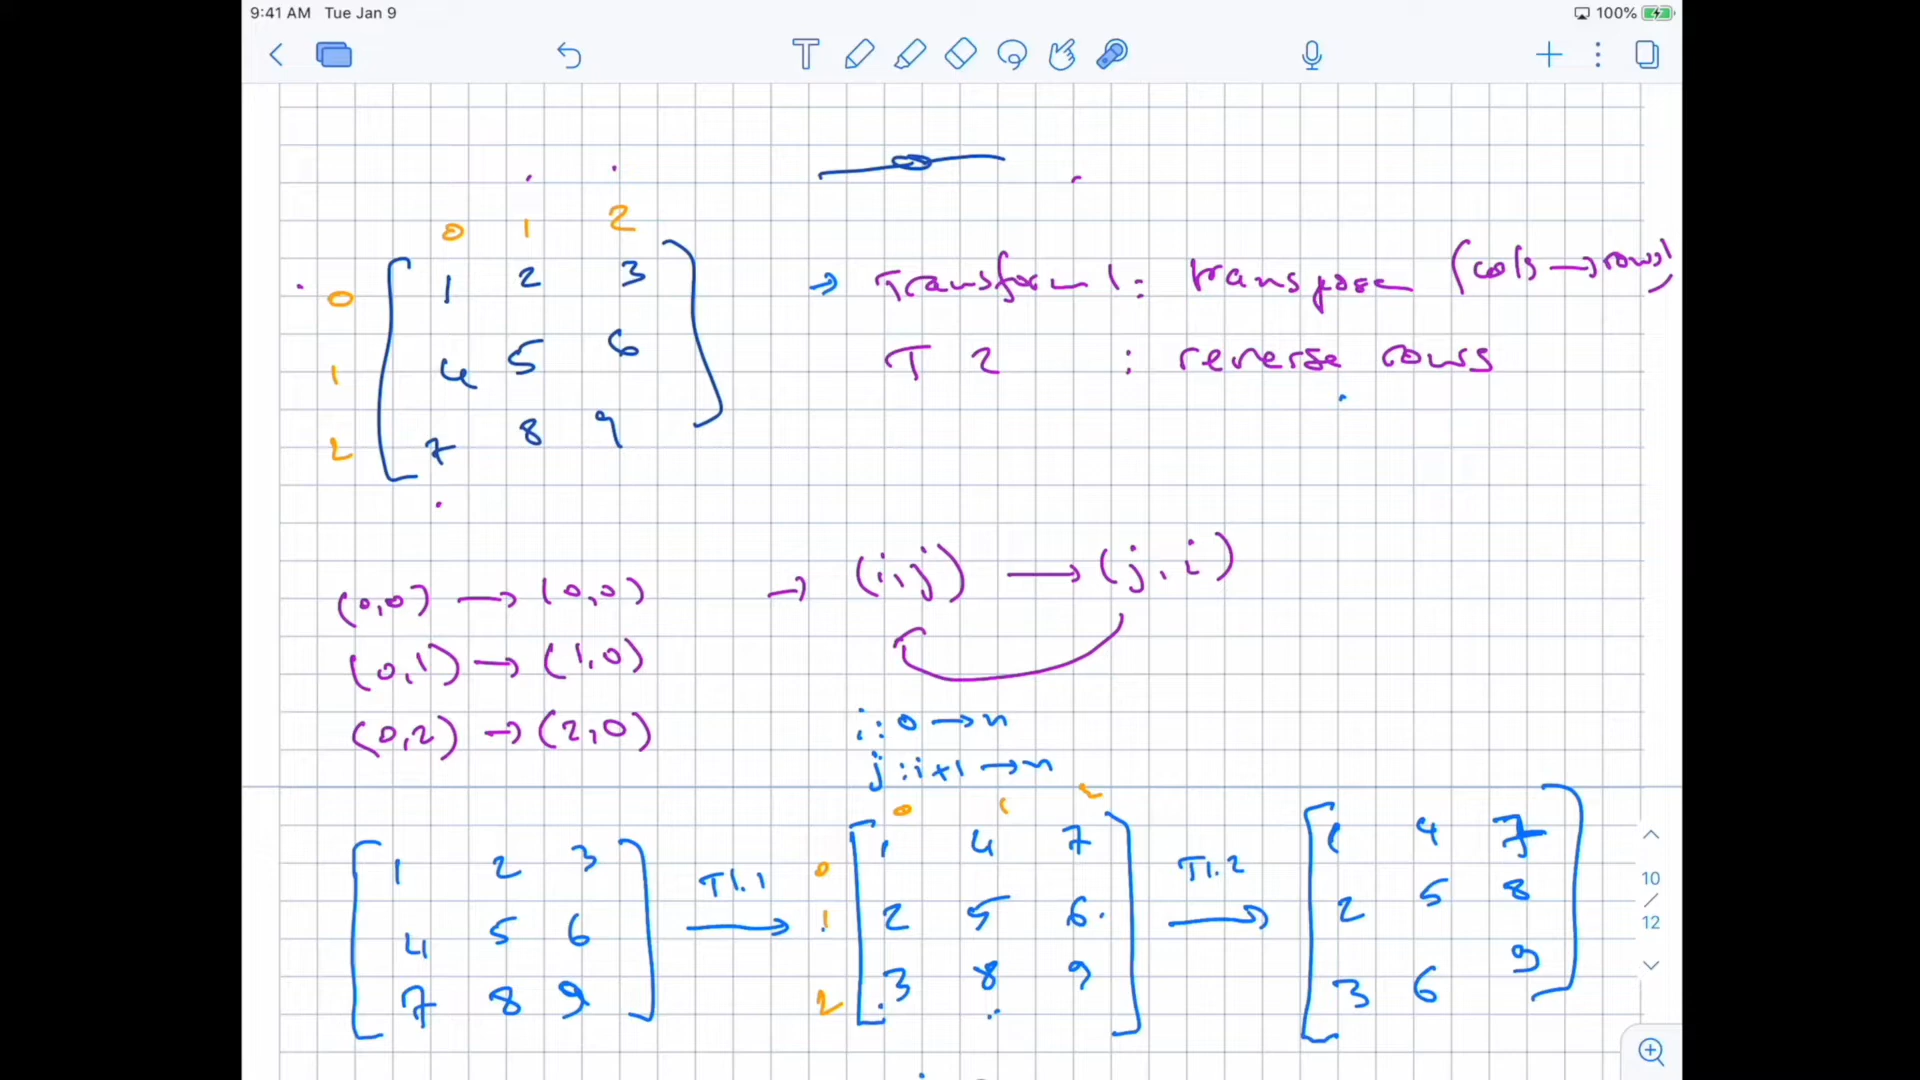 9:41 AM Tue Jan 9 100%
0 1 2
0 1 2 3
1 4 5 6
2 7 8 9
→ Transform 1: transpose (cols → rows)
T 2 : reverse rows
(0,0) → (0,0)
(0,1) → (1,0)
(0,2) → (2,0)
→ (i,j) → (j,i)
i: 0 → n
j: i+1 → n
1 2 3
4 5 6
7 8 9
T1.1
0 1 2
0 1 4 7
1 2 5 6
2 3 8 9
T1.2
1 4 7
2 5 8
3 6 9
10
/
12